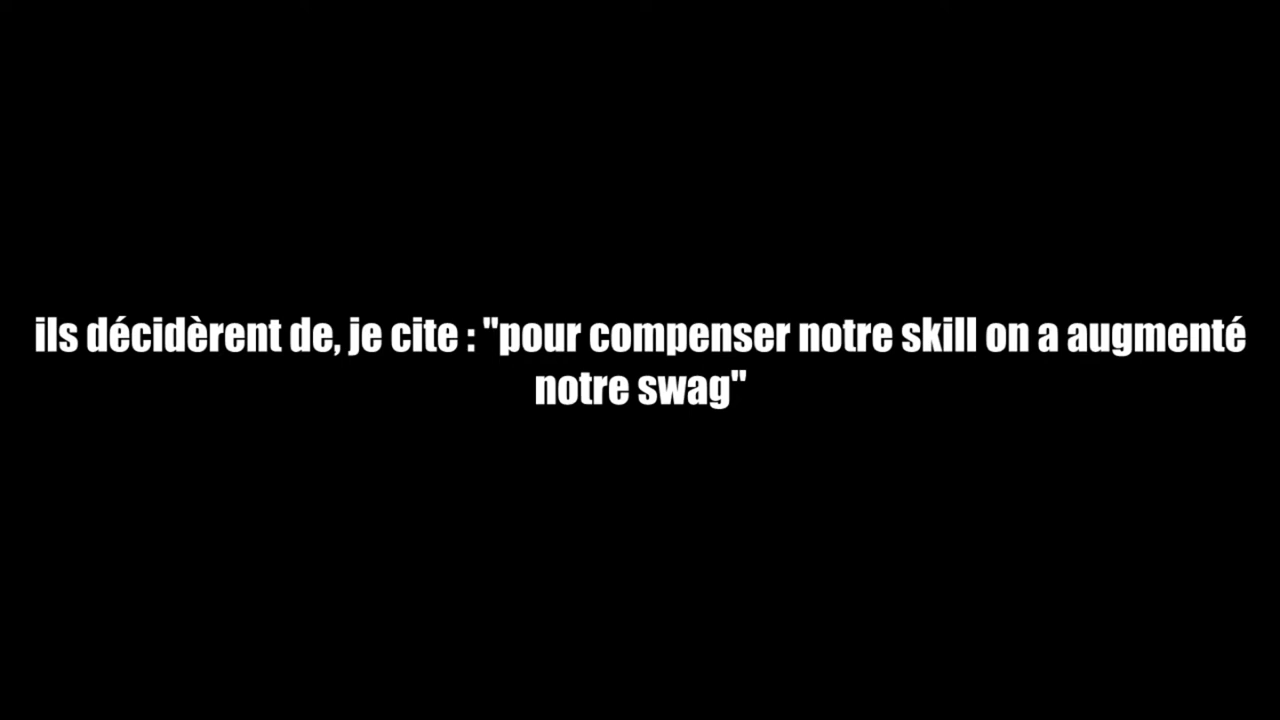 ils décidèrent de, je cite : "pour compenser notre skill on a augmenté
notre swag"